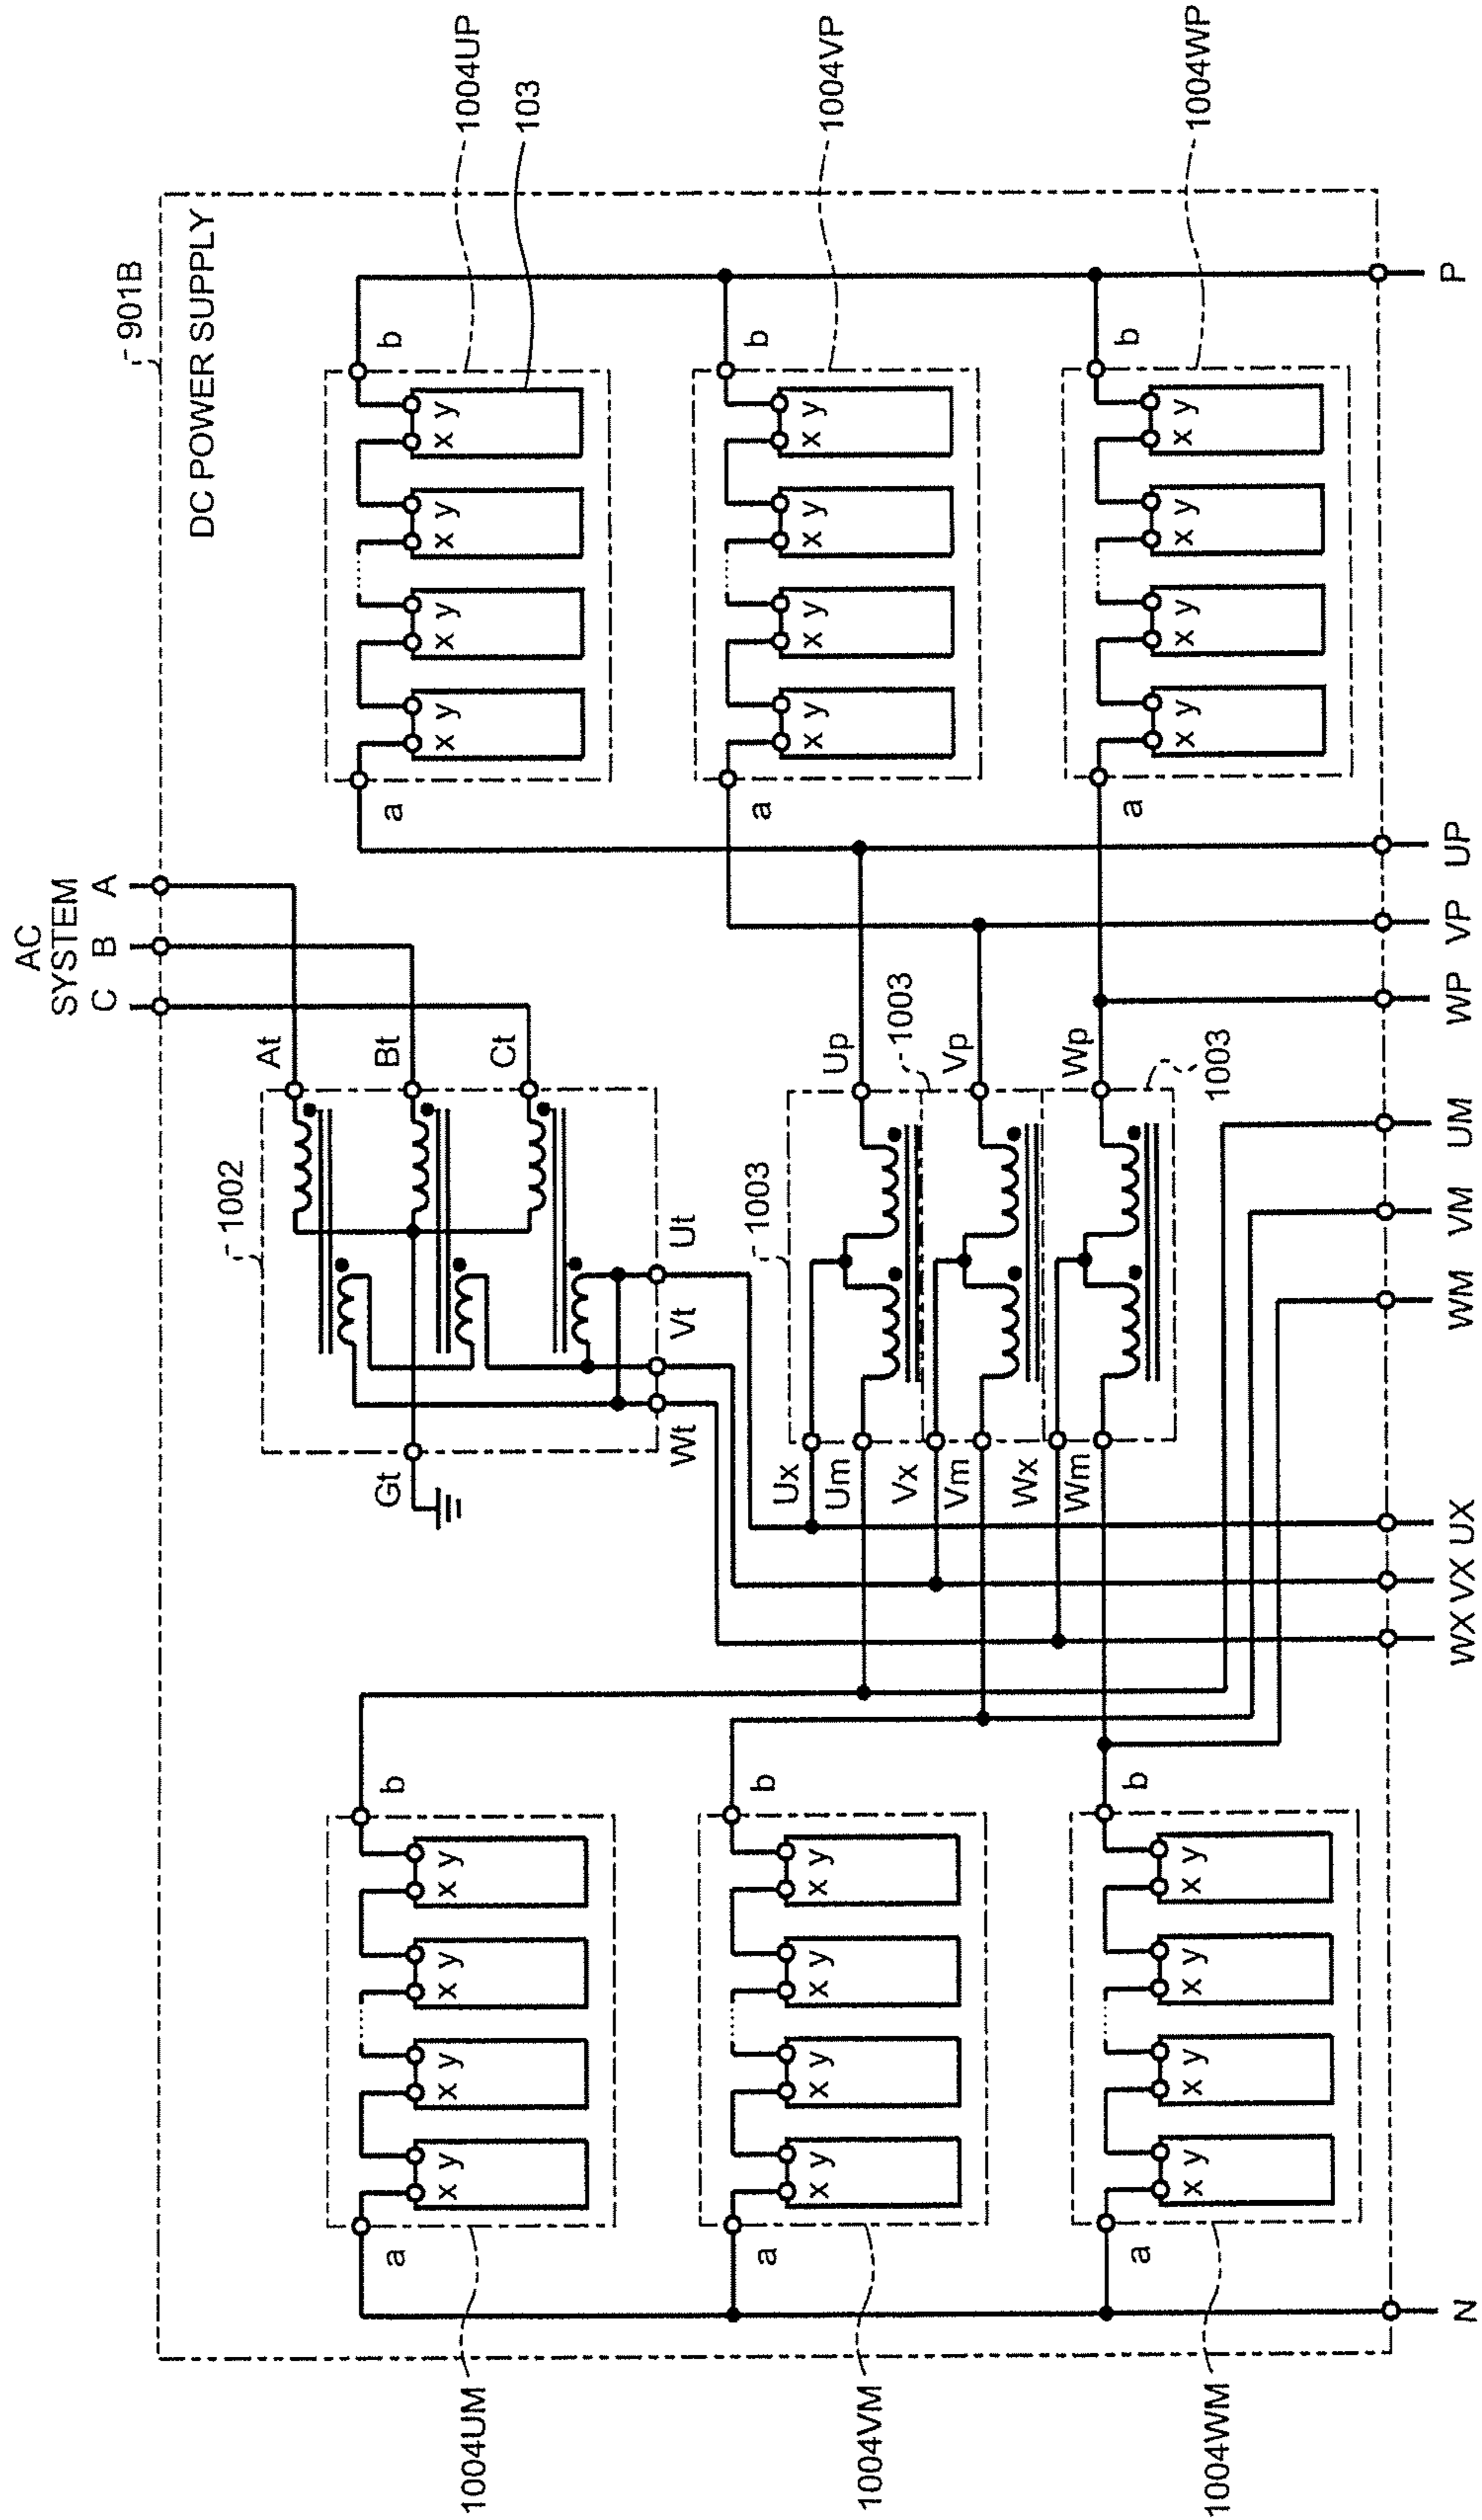 901B
DC POWER SUPPLY
AC
SYSTEM
A
B
C
1004UP
103
1004VP
1004WP
a
x y
x y
x y
x y
b
a
x y
x y
x y
x y
b
a
x y
x y
x y
x y
b
1002
At
Bt
Ct
Gt
Ut
Vt
Wt
1003
1003
1003
Up
Vp
Wp
Ux
Um
Vx
Vm
Wx
Wm
1004UM
1004VM
1004WM
a
x y
x y
x y
x y
b
a
x y
x y
x y
x y
b
a
x y
x y
x y
x y
b
N
WX
VX
UX
WM
VM
UM
WP
VP
UP
P